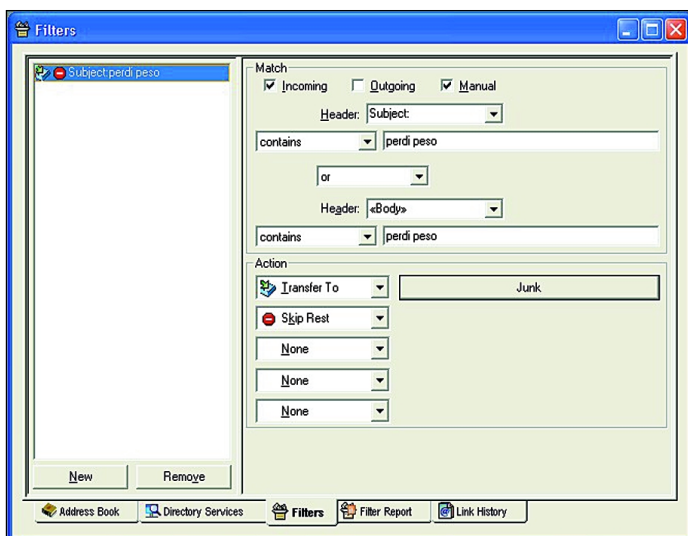 Filters
Subject:perdi peso
Match
Incoming Outgoing Manual
Header: Subject:
contains perdi peso
or
Header: «Body»
contains perdi peso
Action
Transfer To Junk
Skip Rest
None
None
None
New Remove
Address Book Directory Services Filters Filter Report Link History